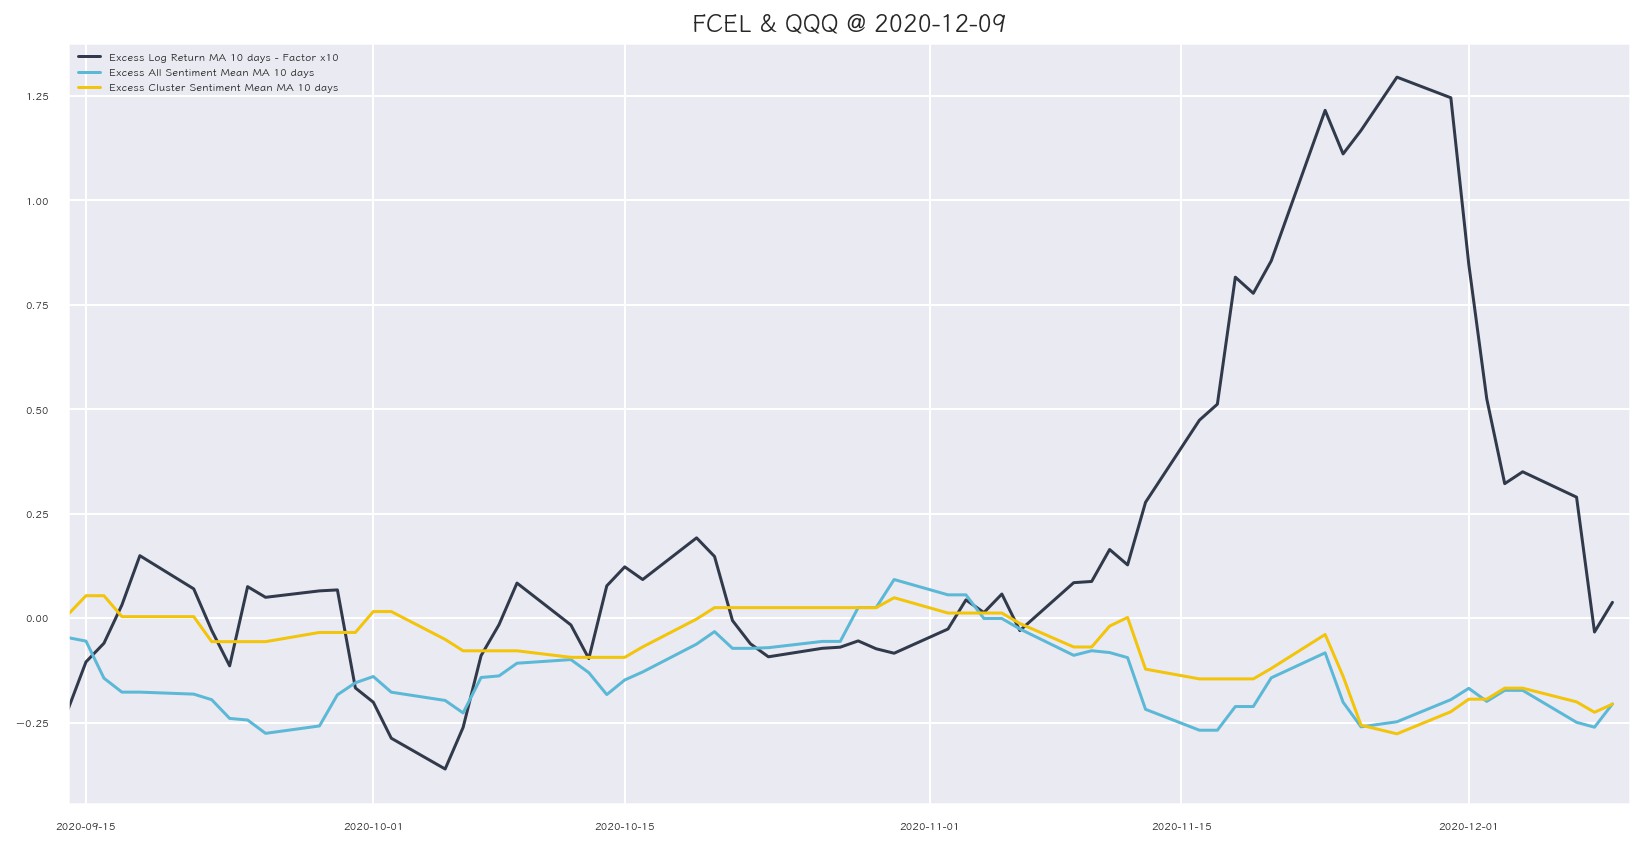 FCEL & QQQ @ 2020-12-09
Excess Log Return MA 10 days - Factor x10
Excess All Sentiment Mean MA 10 days
Excess Cluster Sentiment Mean MA 10 days
1.25
1.00
0.75
0.50
0.25
0.00
−0.25
2020-09-15 2020-10-01 2020-10-15 2020-11-01 2020-11-15 2020-12-01